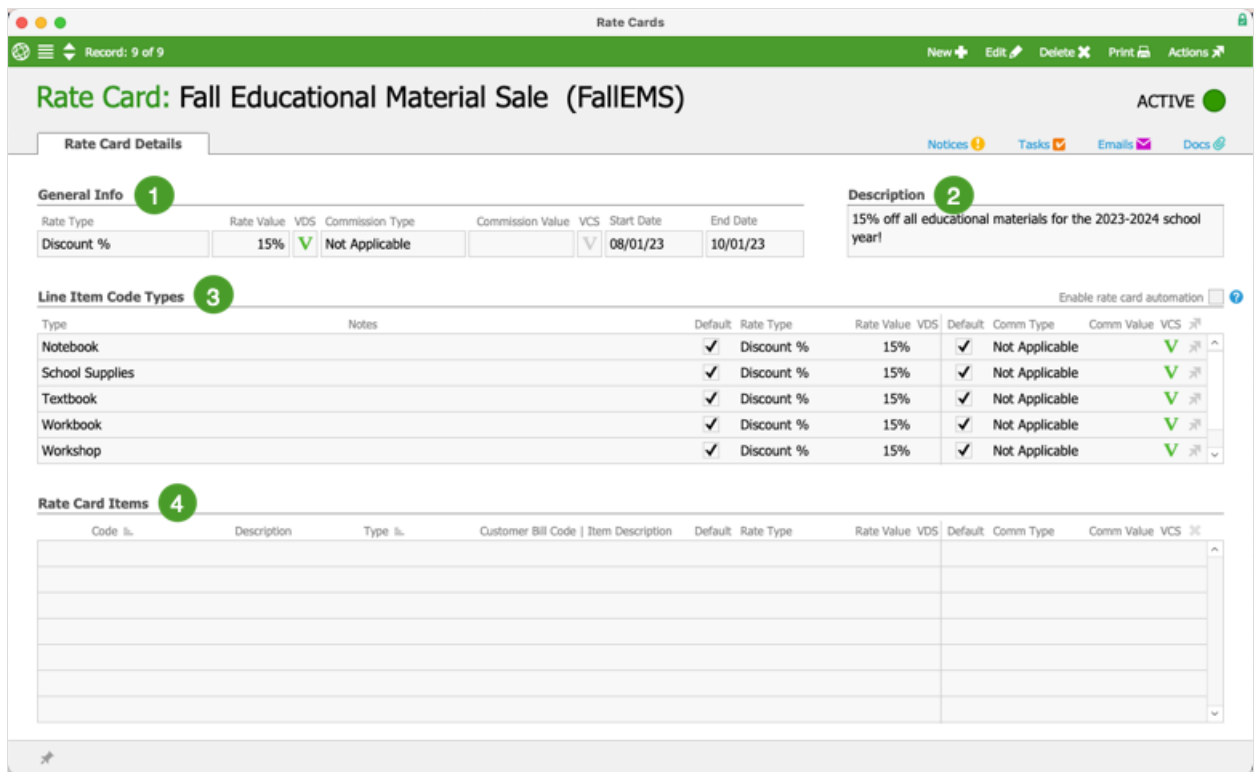 Rate Cards
Record: 9 of 9 New Edit Delete Print Actions
Rate Card: Fall Educational Material Sale (FallEMS)
ACTIVE
Rate Card Details Notices Tasks Emails Docs
General Info 1 Description 2
Rate Type Rate Value VDS Commission Type Commission Value VCS Start Date End Date
Discount % 15% V Not Applicable V 08/01/23 10/01/23
15% off all educational materials for the 2023-2024 school
year!
Line Item Code Types 3 Enable rate card automation ?
Type Notes Default Rate Type Rate Value VDS Default Comm Type Comm Value VCS
Notebook Discount % 15% Not Applicable V
School Supplies Discount % 15% Not Applicable V
Textbook Discount % 15% Not Applicable V
Workbook Discount % 15% Not Applicable V
Workshop Discount % 15% Not Applicable V
Rate Card Items 4
Code Description Type Customer Bill Code | Item Description Default Rate Type Rate Value VDS Default Comm Type Comm Value VCS